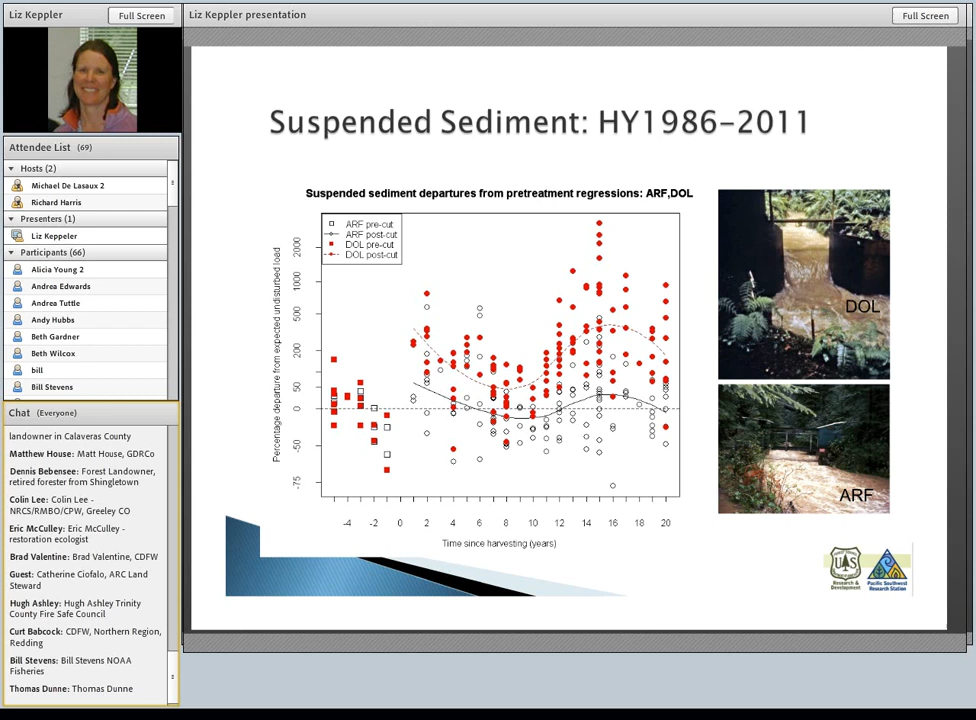 Liz Keppler
Full Screen
Liz Keppler presentation
Full Screen
Attendee List (69)
Hosts (2)
Michael De Lasaux 2
Richard Harris
Presenters (1)
Liz Keppeler
Participants (66)
Alicia Young 2
Andrea Edwards
Andrea Tuttle
Andy Hubbs
Beth Gardner
Beth Wilcox
bill
Bill Stevens
Chat (Everyone)
landowner in Calaveras County
Matthew House: Matt House, GDRCo
Dennis Bebensee: Forest Landowner,
retired forester from Shingletown
Colin Lee: Colin Lee -
NRCS/RMBO/CPW, Greeley CO
Eric McCulley: Eric McCulley -
restoration ecologist
Brad Valentine: Brad Valentine, CDFW
Guest: Catherine Ciofalo, ARC Land
Steward
Hugh Ashley: Hugh Ashley Trinity
County Fire Safe Council
Curt Babcock: CDFW, Northern Region,
Redding
Bill Stevens: Bill Stevens NOAA
Fisheries
Thomas Dunne: Thomas Dunne
Suspended Sediment: HY1986-2011
Suspended sediment departures from pretreatment regressions: ARF,DOL
ARF pre-cut
ARF post-cut
DOL pre-cut
DOL post-cut
Percentage departure from expected undisturbed load
2000
1000
500
200
50
0
-50
-75
-4 -2 0 2 4 6 8 10 12 14 16 18 20
Time since harvesting (years)
DOL
ARF
UAS
Research &
Development
Pacific Southwest
Research Station